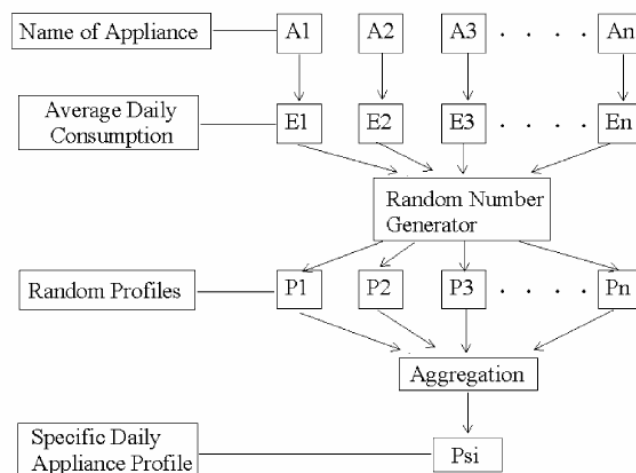 Name of Appliance A1 A2 A3 . . . . An
Average Daily
Consumption
E1 E2 E3 . . . . En
Random Number
Generator
Random Profiles P1 P2 P3 . . . . Pn
Aggregation
Specific Daily
Appliance Profile
Psi